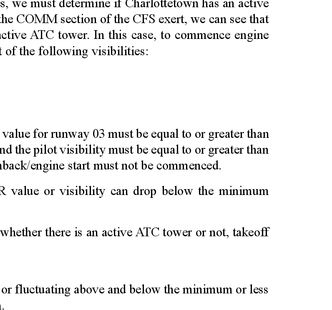 s, we must determine if Charlottetown has an active
the COMM section of the CFS exert, we can see that
active ATC tower. In this case, to commence engine
t of the following visibilities:
value for runway 03 must be equal to or greater than
nd the pilot visibility must be equal to or greater than
hback/engine start must not be commenced.
R value or visibility can drop below the minimum
whether there is an active ATC tower or not, takeoff
or fluctuating above and below the minimum or less